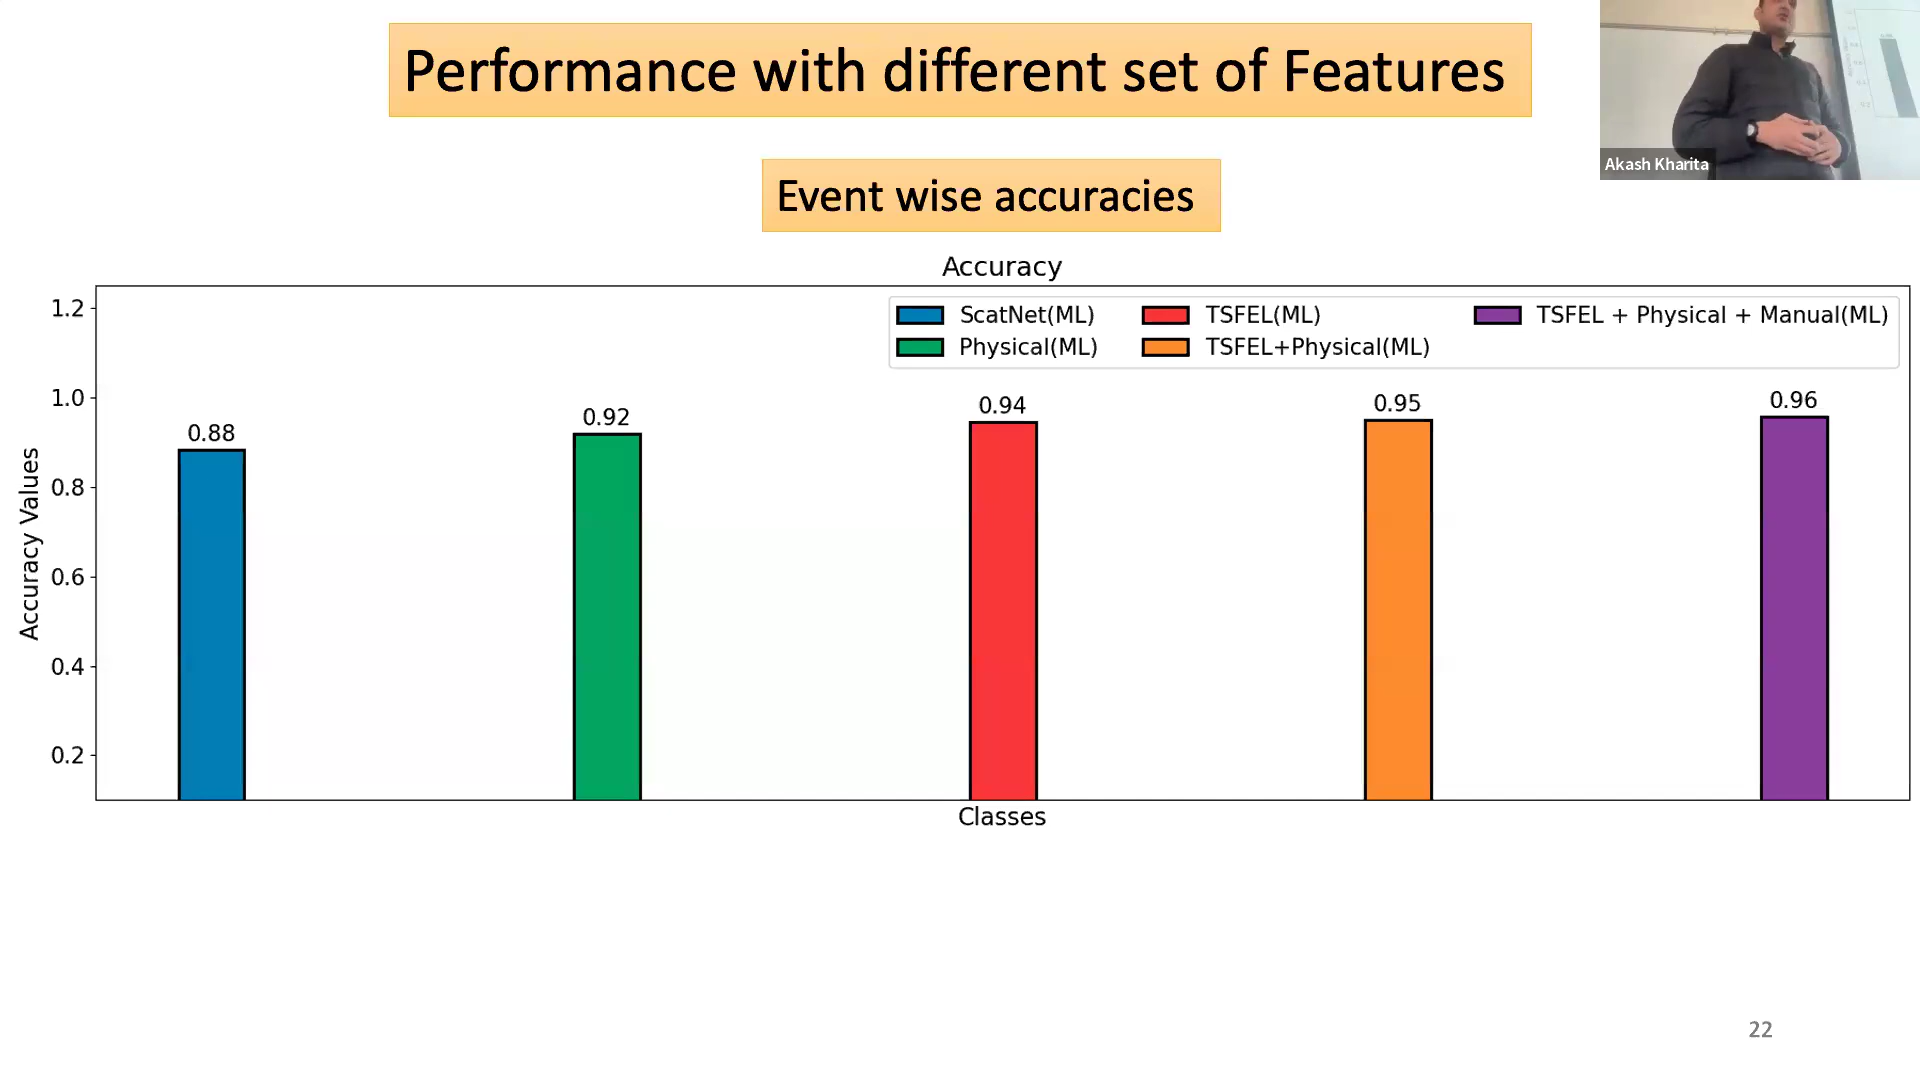 Performance with different set of Features
Akash Kharita
Event wise accuracies
Accuracy
ScatNet(ML)
Physical(ML)
TSFEL(ML)
TSFEL+Physical(ML)
TSFEL + Physical + Manual(ML)
Accuracy Values
1.2
1.0
0.8
0.6
0.4
0.2
0.88
0.92
0.94
0.95
0.96
Classes
22